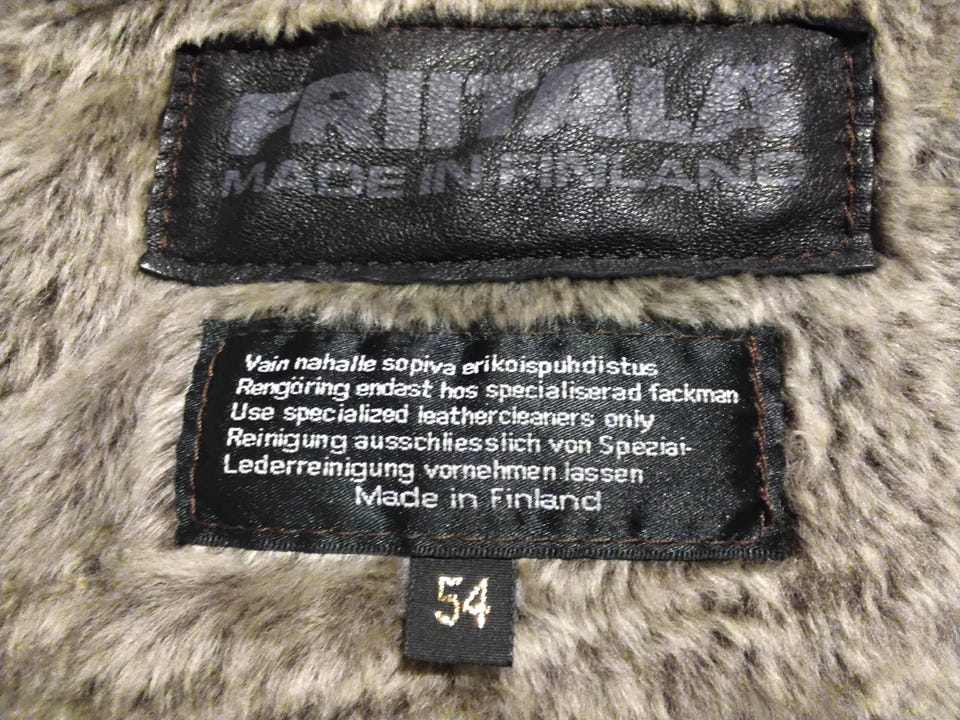 FRIITALA
MADE IN FINLAND
Vain nahalle sopiva erikoispuhdistus
Rengöring endast hos specialiserad fackman
Use specialized leathercleaners only
Reinigung ausschliesslich von Spezial-
Lederreinigung vornehmen lassen
Made in Finland
54